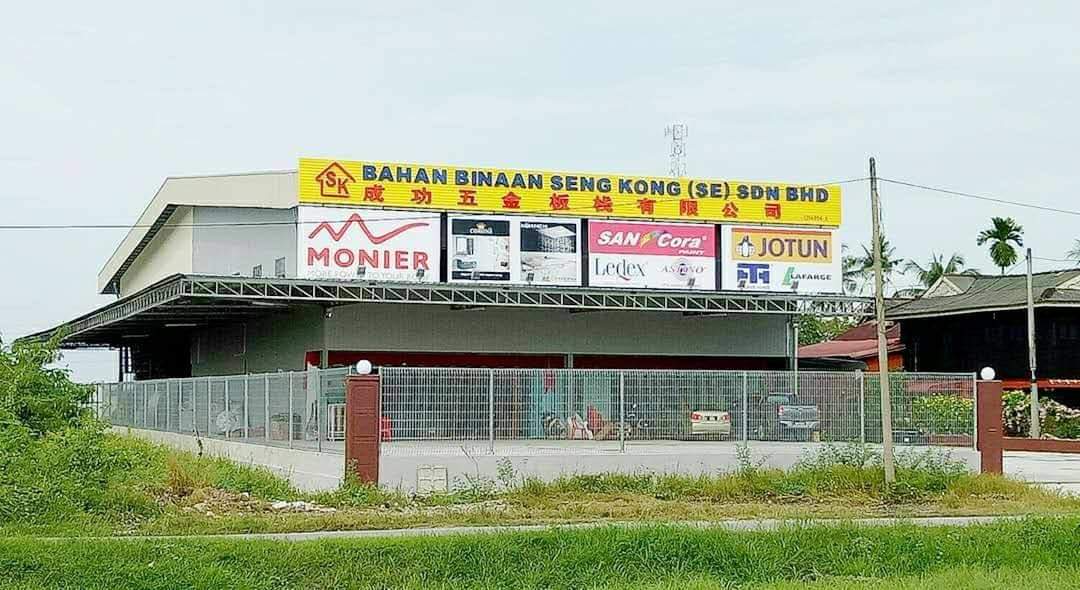 SK
BAHAN BINAAN SENG KONG (SE) SDN BHD
成功五金板栈有限公司
MONIER
SAN Cora
PAINT
Ledex
ASTONO
JOTUN
LAFARGE